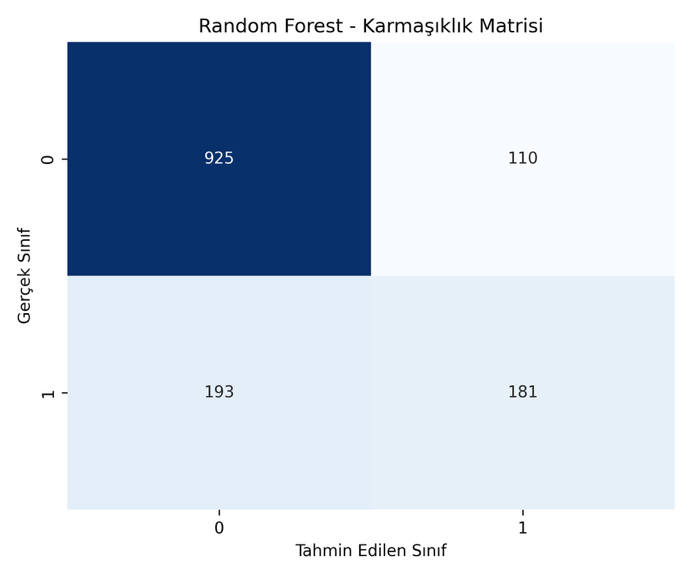 Random Forest - Karmaşıklık Matrisi
Gerçek Sınıf
0
925
110
1
193
181
0
1
Tahmin Edilen Sınıf